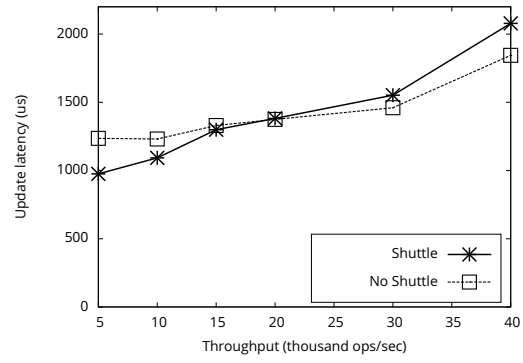 2000
1500
1000
500
0
Update latency (us)
Shuttle
No Shuttle
5 10 15 20 25 30 35 40
Throughput (thousand ops/sec)